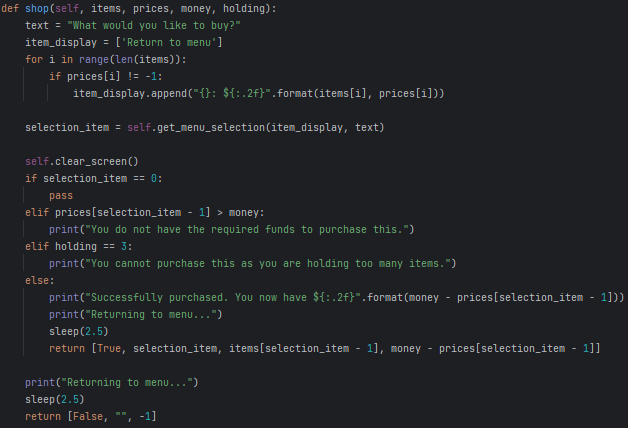 def shop(self, items, prices, money, holding):
    text = "What would you like to buy?"
    item_display = ['Return to menu']
    for i in range(len(items)):
        if prices[i] != -1:
            item_display.append("{}: ${:.2f}".format(items[i], prices[i]))

    selection_item = self.get_menu_selection(item_display, text)

    self.clear_screen()
    if selection_item == 0:
        pass
    elif prices[selection_item - 1] > money:
        print("You do not have the required funds to purchase this.")
    elif holding == 3:
        print("You cannot purchase this as you are holding too many items.")
    else:
        print("Successfully purchased. You now have ${:.2f}".format(money - prices[selection_item - 1]))
        print("Returning to menu...")
        sleep(2.5)
        return [True, selection_item, items[selection_item - 1], money - prices[selection_item - 1]]

    print("Returning to menu...")
    sleep(2.5)
    return [False, "", -1]